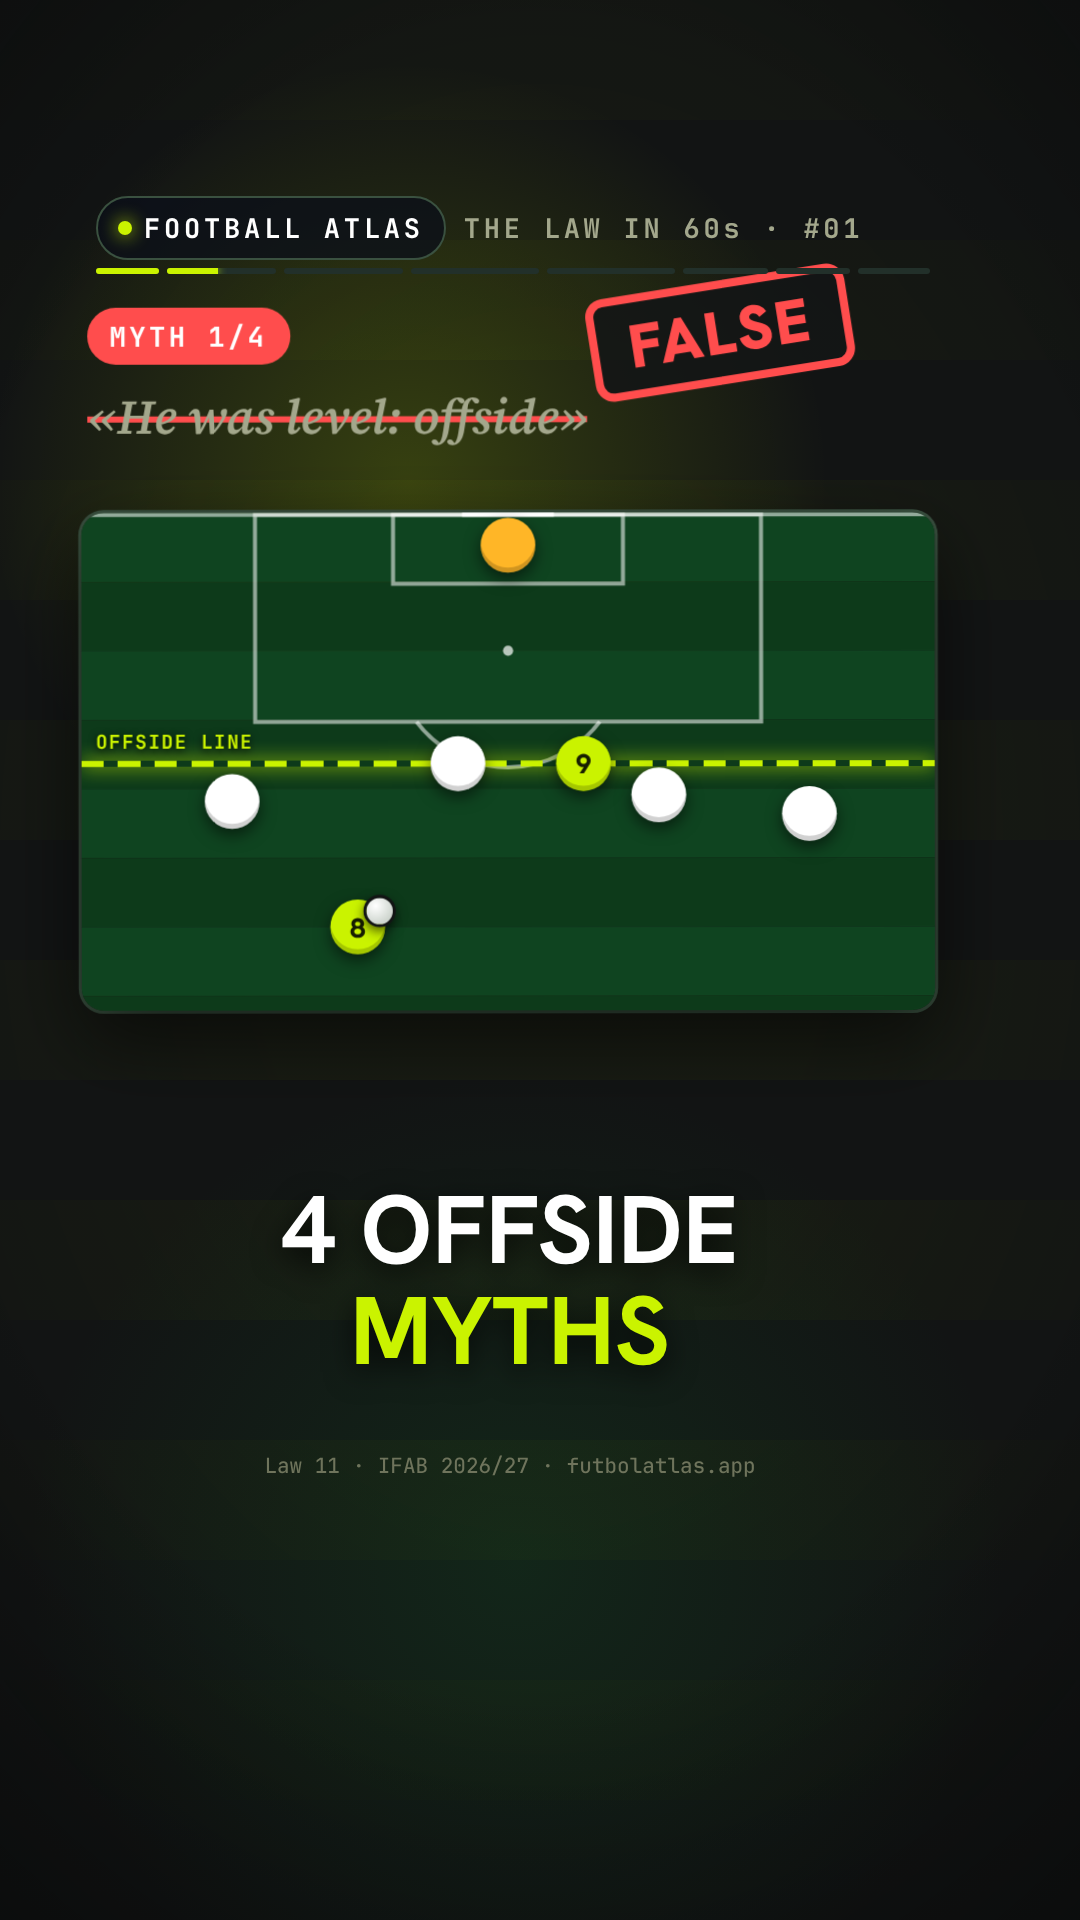 FOOTBALL ATLAS THE LAW IN 60s · #01
MYTH 1/4
FALSE
«He was level: offside»
OFFSIDE LINE
9
8
4 OFFSIDE
MYTHS
Law 11 · IFAB 2026/27 · futbolatlas.app